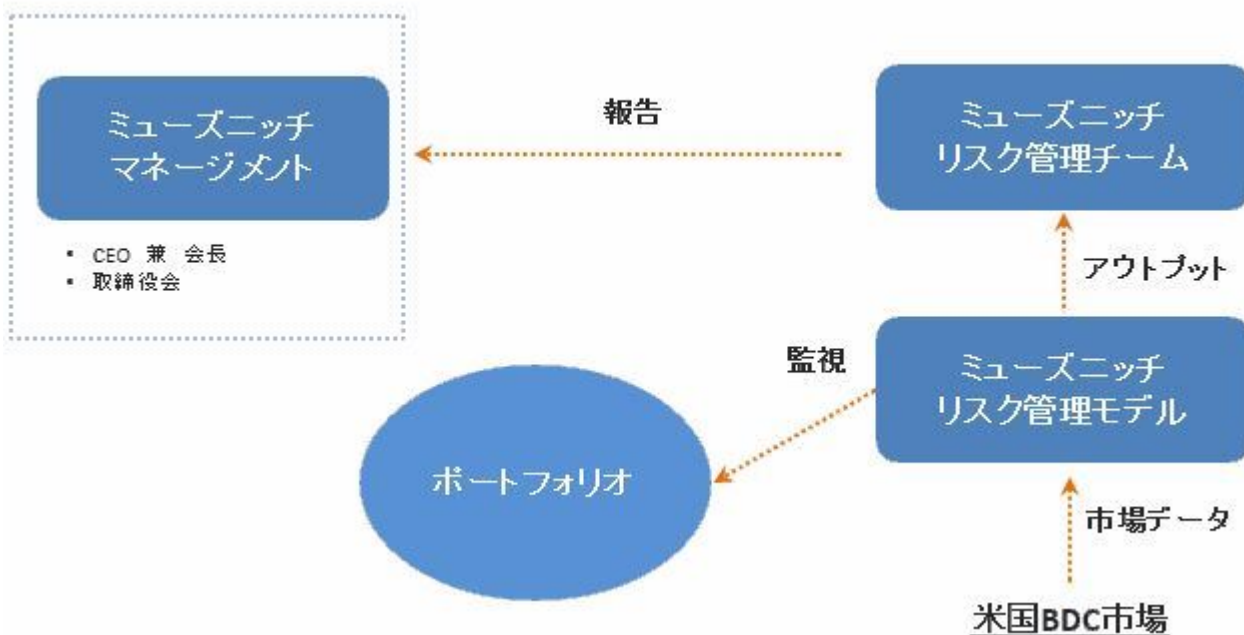 ミューズニッチ
マネージメント
• CEO 兼 会長
• 取締役会
報告
ミューズニッチ
リスク管理チーム
アウトプット
ミューズニッチ
リスク管理モデル
監視
ポートフォリオ
市場データ
米国BDC市場